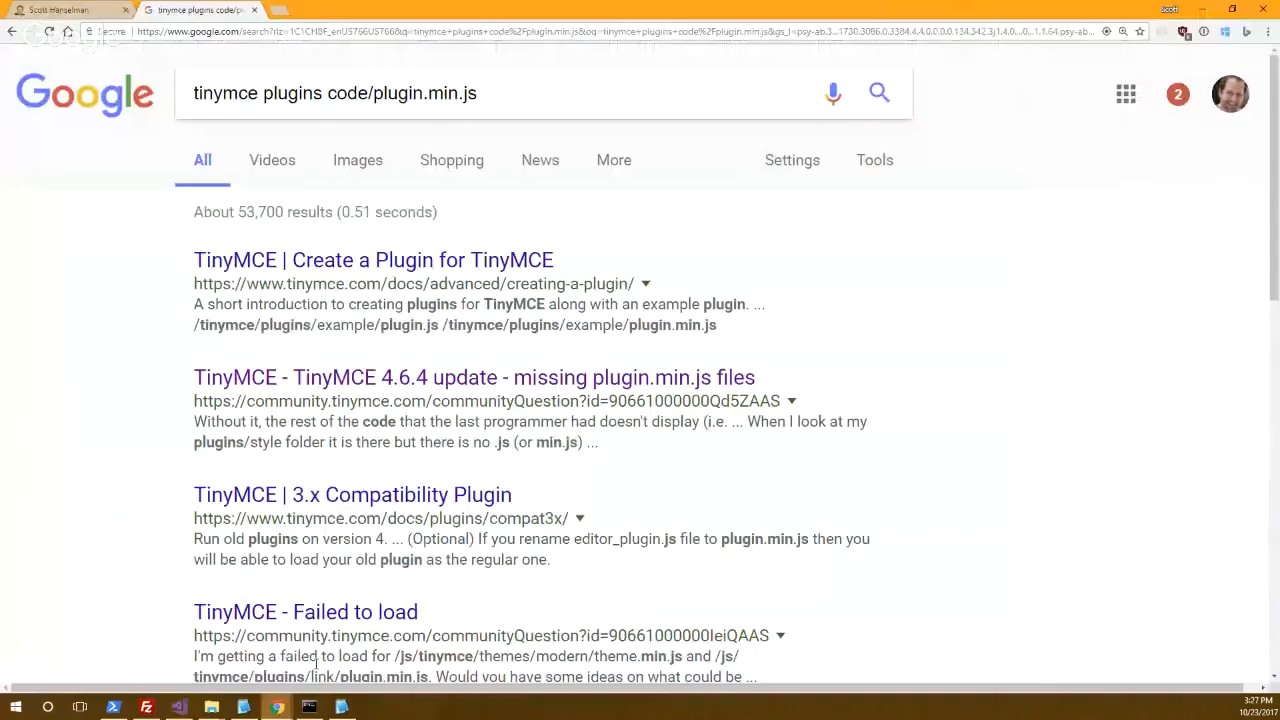 Scott Hanselman
tinymce plugins code/pl
Scott
Secure
Google
tinymce plugins code/plugin.min.js
2
All Videos Images Shopping News More Settings Tools
About 53,700 results (0.51 seconds)
TinyMCE | Create a Plugin for TinyMCE
https://www.tinymce.com/docs/advanced/creating-a-plugin/
A short introduction to creating plugins for TinyMCE along with an example plugin. ...
/tinymce/plugins/example/plugin.js /tinymce/plugins/example/plugin.min.js
TinyMCE - TinyMCE 4.6.4 update - missing plugin.min.js files
https://community.tinymce.com/communityQuestion?id=90661000000Qd5ZAAS
Without it, the rest of the code that the last programmer had doesn't display (i.e. ... When I look at my
plugins/style folder it is there but there is no .js (or min.js) ...
TinyMCE | 3.x Compatibility Plugin
https://www.tinymce.com/docs/plugins/compat3x/
Run old plugins on version 4. ... (Optional) If you rename editor_plugin.js file to plugin.min.js then you
will be able to load your old plugin as the regular one.
TinyMCE - Failed to load
https://community.tinymce.com/communityQuestion?id=90661000000IeiQAAS
I'm getting a failed to load for /js/tinymce/themes/modern/theme.min.js and /js/
tinymce/plugins/link/plugin.min.js. Would you have some ideas on what could be ...
3:27 PM
10/23/2017